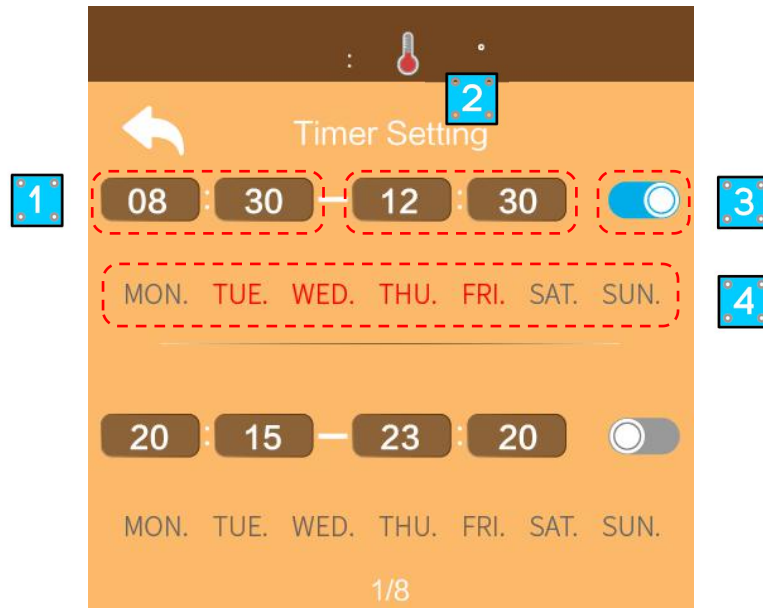 : °
2
Timer Setting
1 08 : 30 – 12 : 30 3
MON. TUE. WED. THU. FRI. SAT. SUN. 4
20 : 15 – 23 : 20
MON. TUE. WED. THU. FRI. SAT. SUN.
1/8